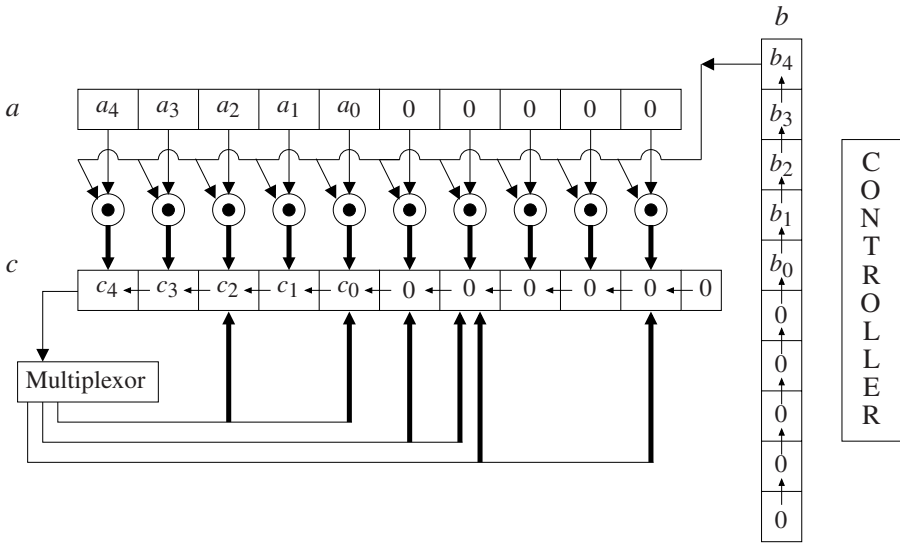 b
a a₄ a₃ a₂ a₁ a₀ 0 0 0 0 0
c c₄ c₃ c₂ c₁ c₀ 0 0 0 0 0 0
Multiplexor
b₄
b₃
b₂
b₁
b₀
0
0
0
0
0
CONTROLLER